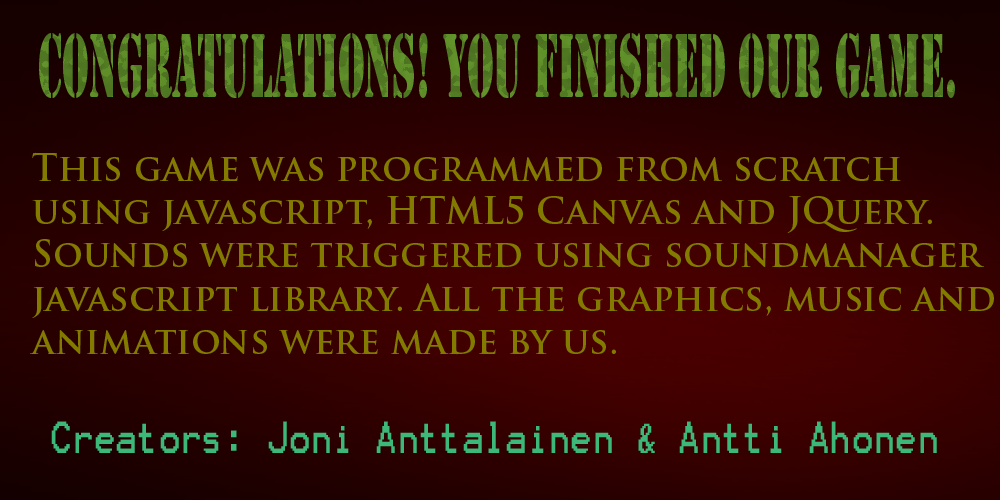 CONGRATULATIONS! YOU FINISHED OUR GAME.
This game was programmed from scratch
using javascript, HTML5 Canvas and JQuery.
Sounds were triggered using soundmanager
javascript library. All the graphics, music and
animations were made by us.
Creators: Joni Anttalainen & Antti Ahonen